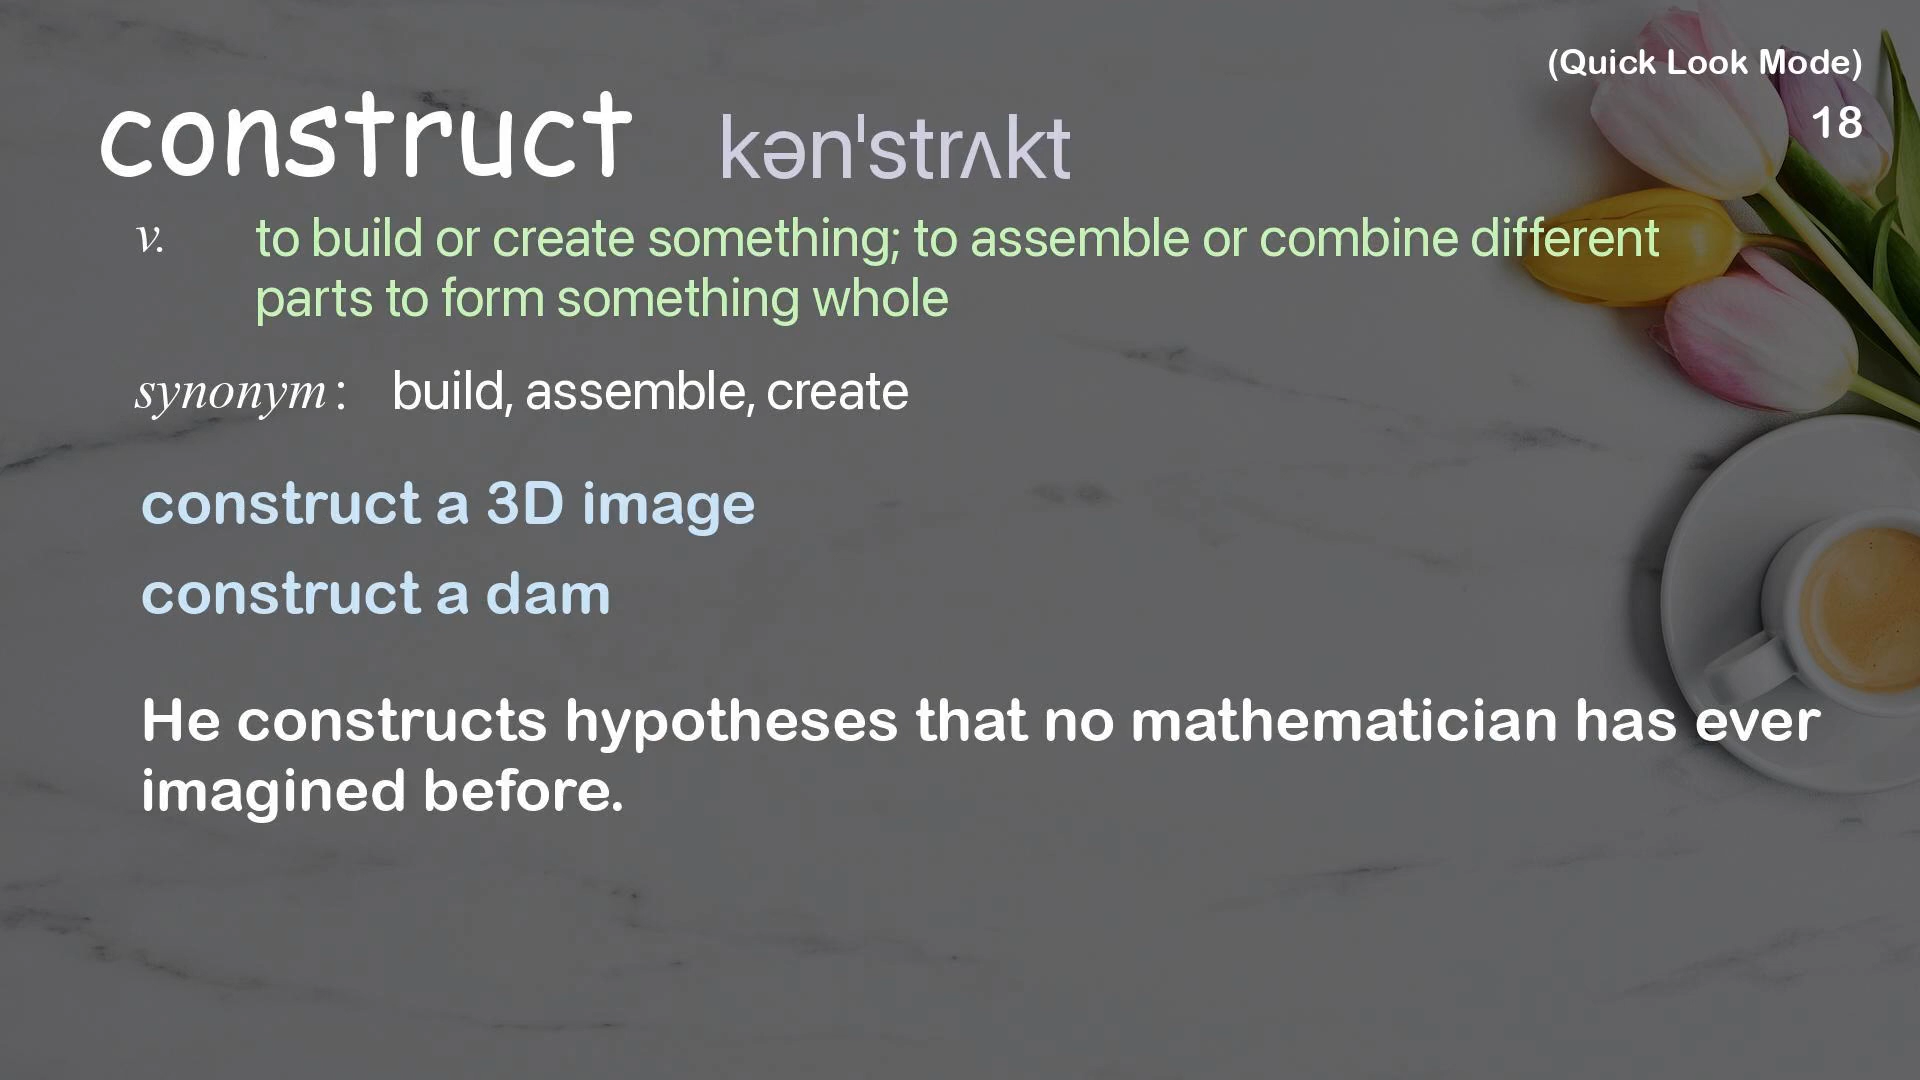 (Quick Look Mode)
18
construct kən'strʌkt
v. to build or create something; to assemble or combine different
parts to form something whole
synonym: build, assemble, create
construct a 3D image
construct a dam
He constructs hypotheses that no mathematician has ever
imagined before.